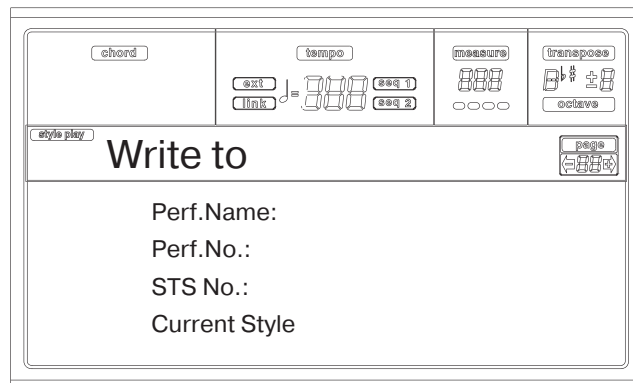 chord
tempo
measure
transpose
ext
seq 1
link
seq 2
octave
style play
Write to
page
Perf.Name:
Perf.No.:
STS No.:
Current Style